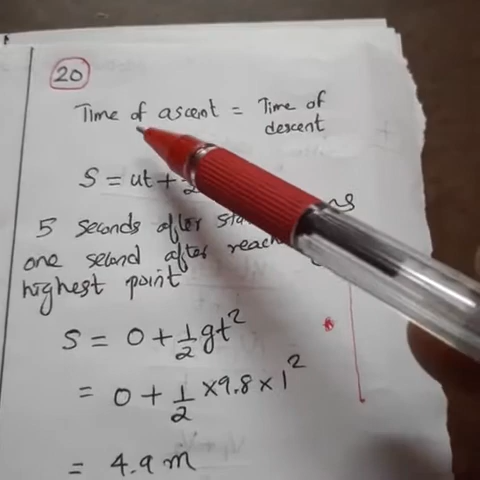 20
Time of ascent = Time of
descent
S = ut +
5 seconds after
one second after
highest point
S = 0 + 1/2 gt²
= 0 + 1/2 × 9.8 × 1²
= 4.9 m